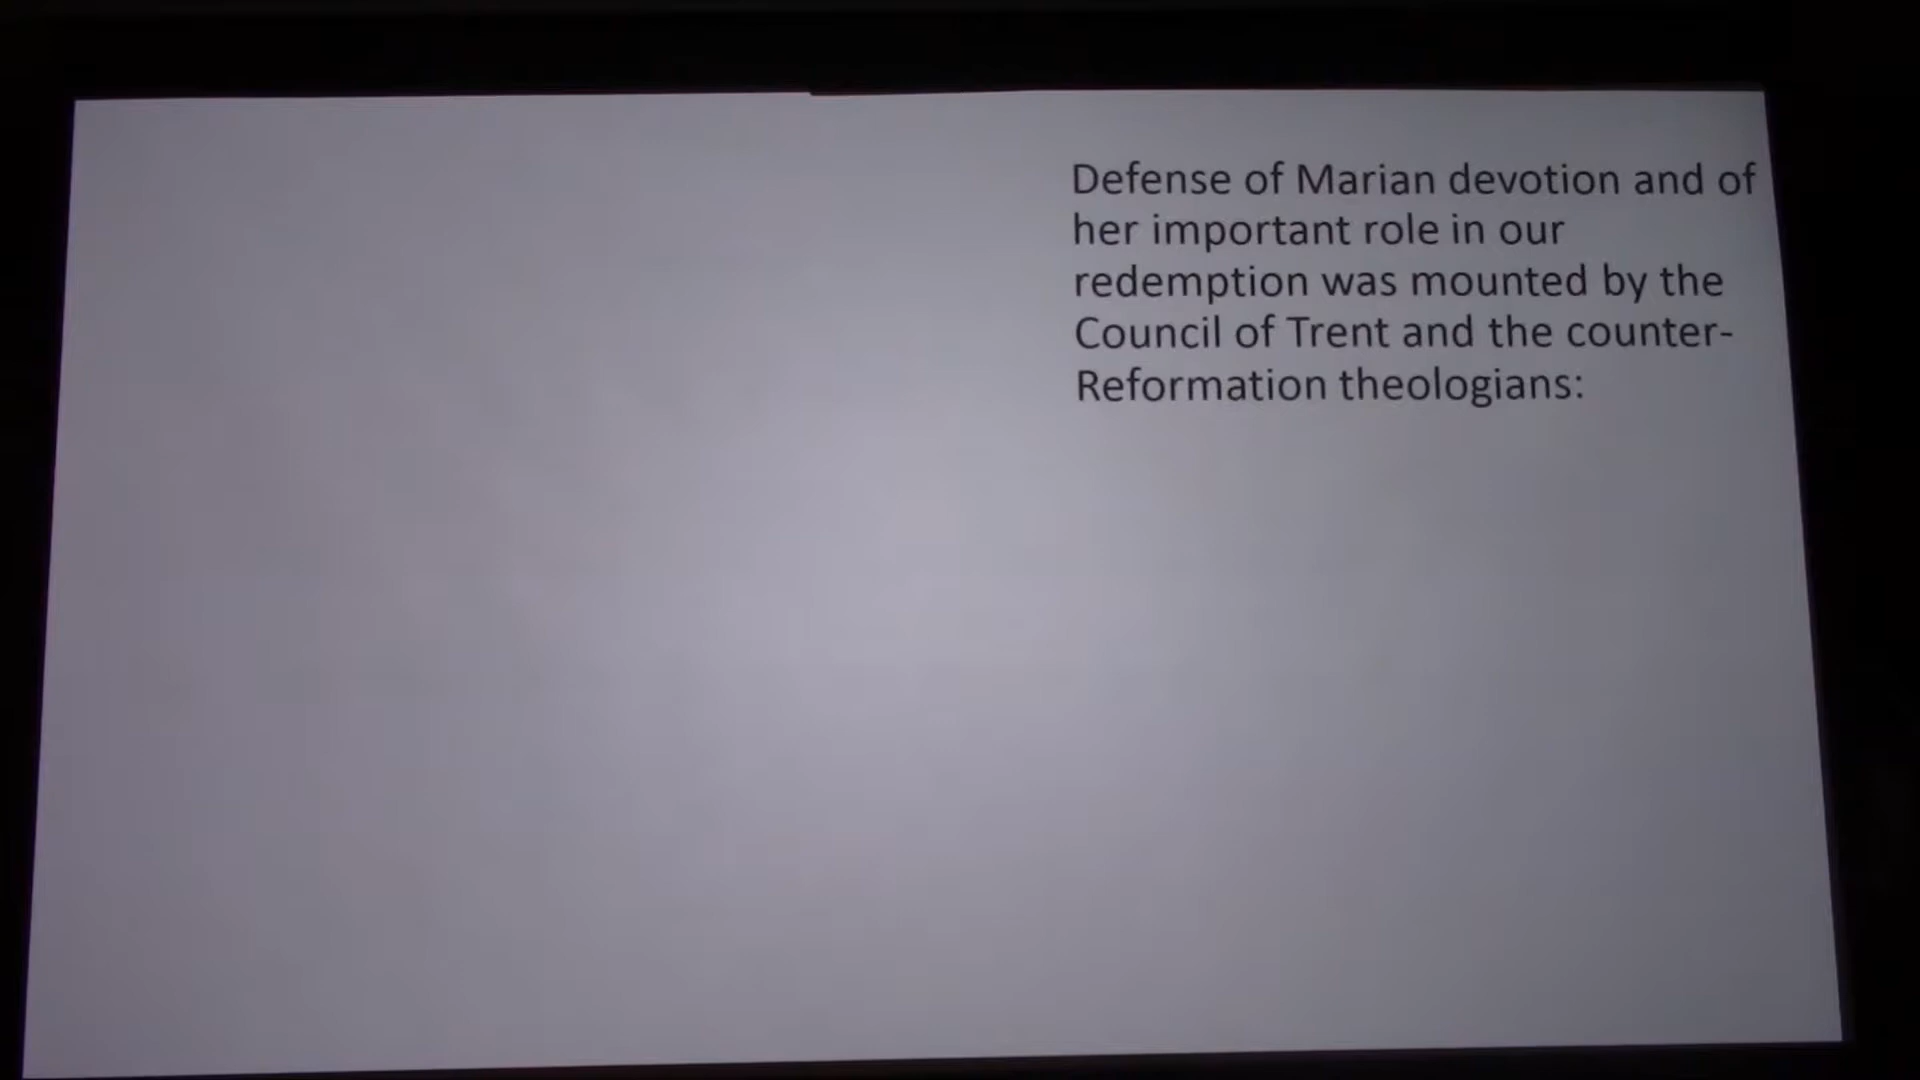 Defense of Marian devotion and of
her important role in our
redemption was mounted by the
Council of Trent and the counter-
Reformation theologians: